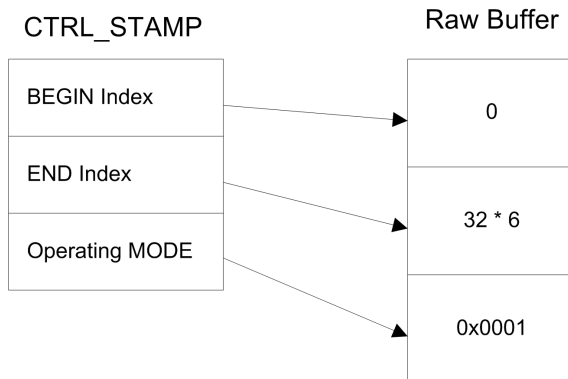 CTRL_STAMP
BEGIN Index
END Index
Operating MODE
Raw Buffer
0
32 * 6
0x0001